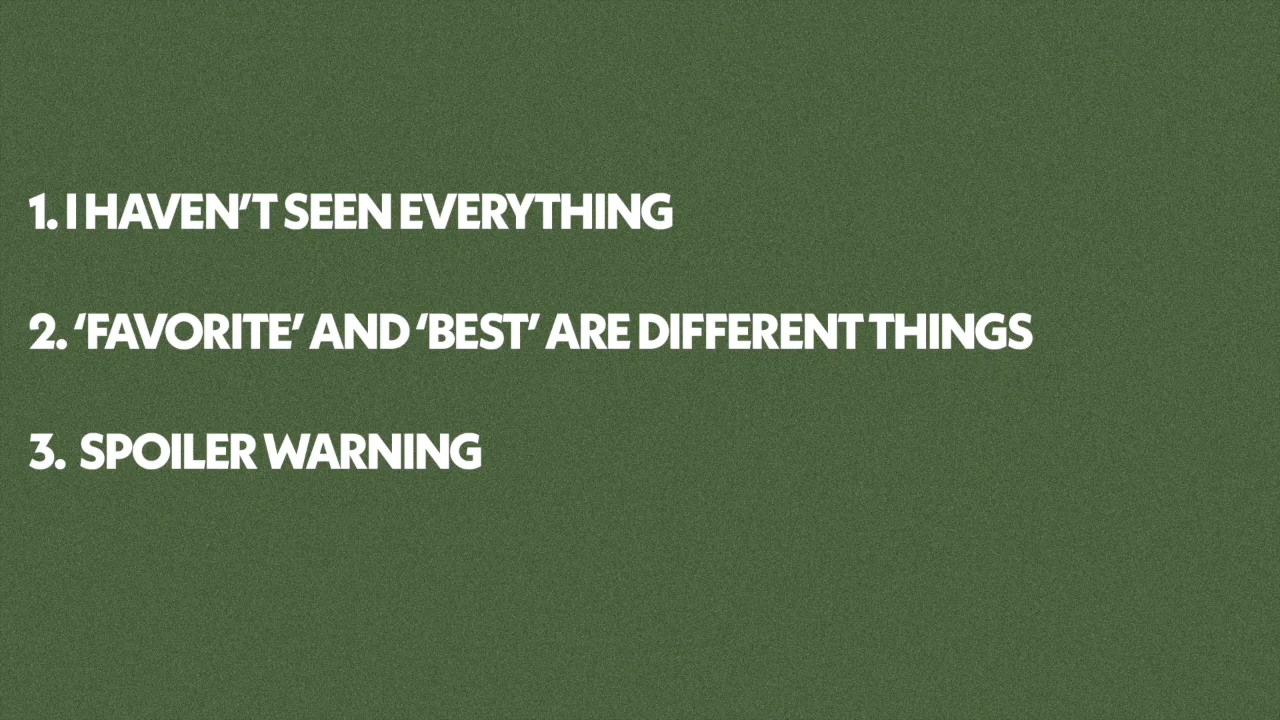 1. I HAVEN’T SEEN EVERYTHING
2. ‘FAVORITE’ AND ‘BEST’ ARE DIFFERENT THINGS
3. SPOILER WARNING